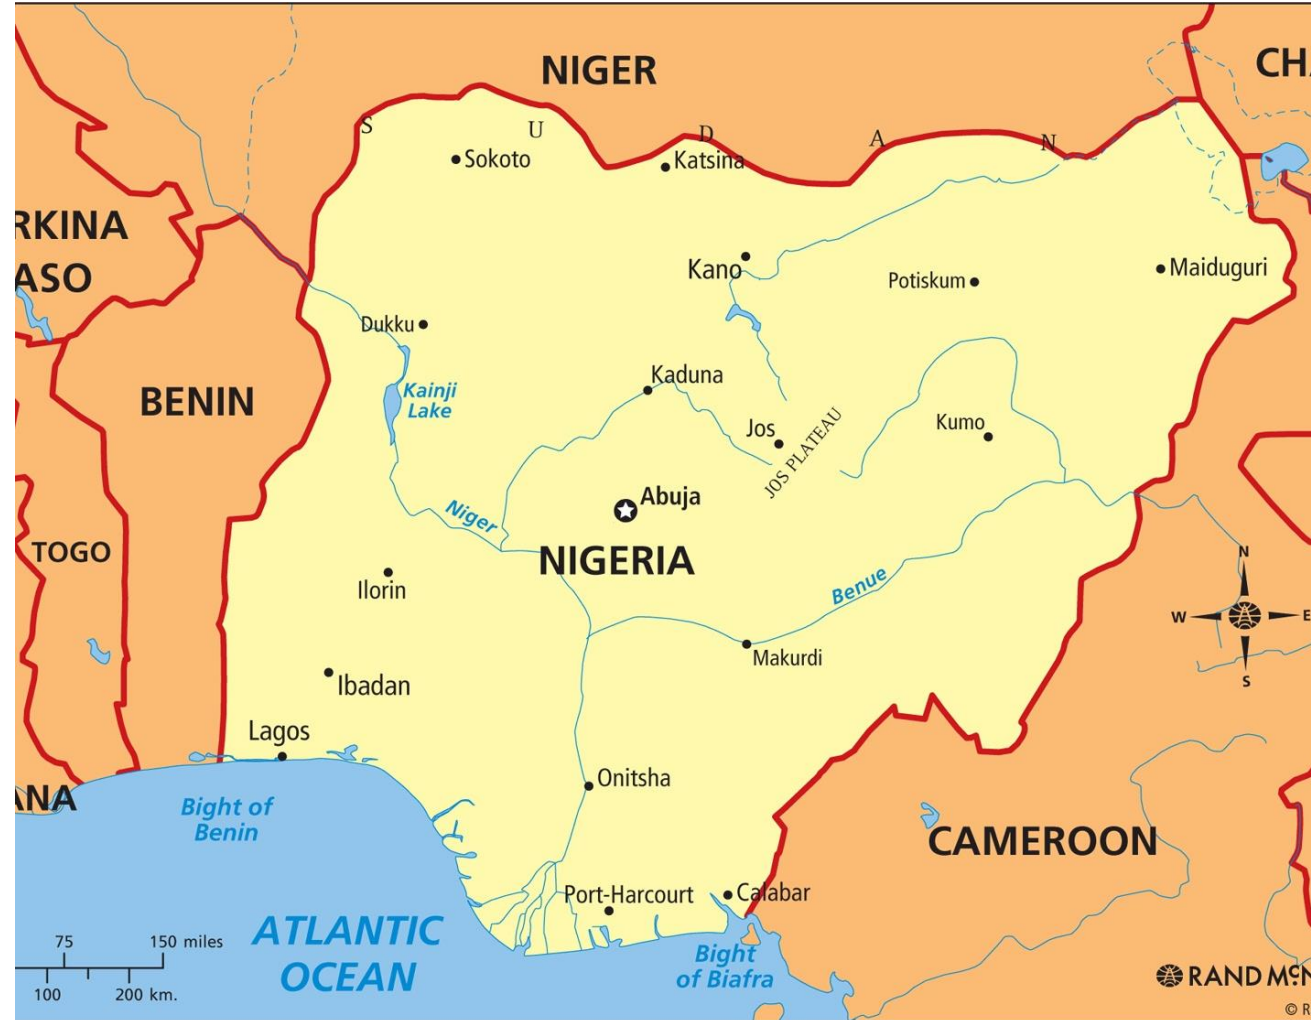 NIGER
CH
S U D A N
Sokoto
Katsina
RKINA
ASO
Kano
Potiskum
Maiduguri
Dukku
BENIN
Kainji
Lake
Kaduna
Jos
JOS PLATEAU
Kumo
Abuja
Niger
NIGERIA
TOGO
Ilorin
Benue
N
W
E
S
Makurdi
Ibadan
Lagos
Onitsha
ANA
Bight of
Benin
CAMEROON
Port-Harcourt
Calabar
ATLANTIC
OCEAN
Bight
of Biafra
75 150 miles
100 200 km.
RAND McN
© R